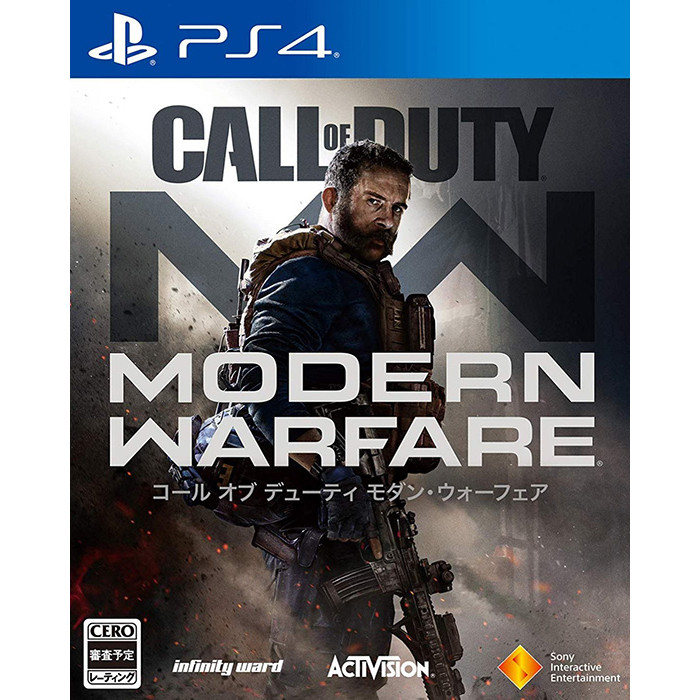 PS4
CALL OF DUTY
MW
MODERN
WARFARE®
コール オブ デューティ モダン・ウォーフェア
CERO
審査予定
レーティング
infinity ward
ACTIVISION®
Sony
Interactive
Entertainment